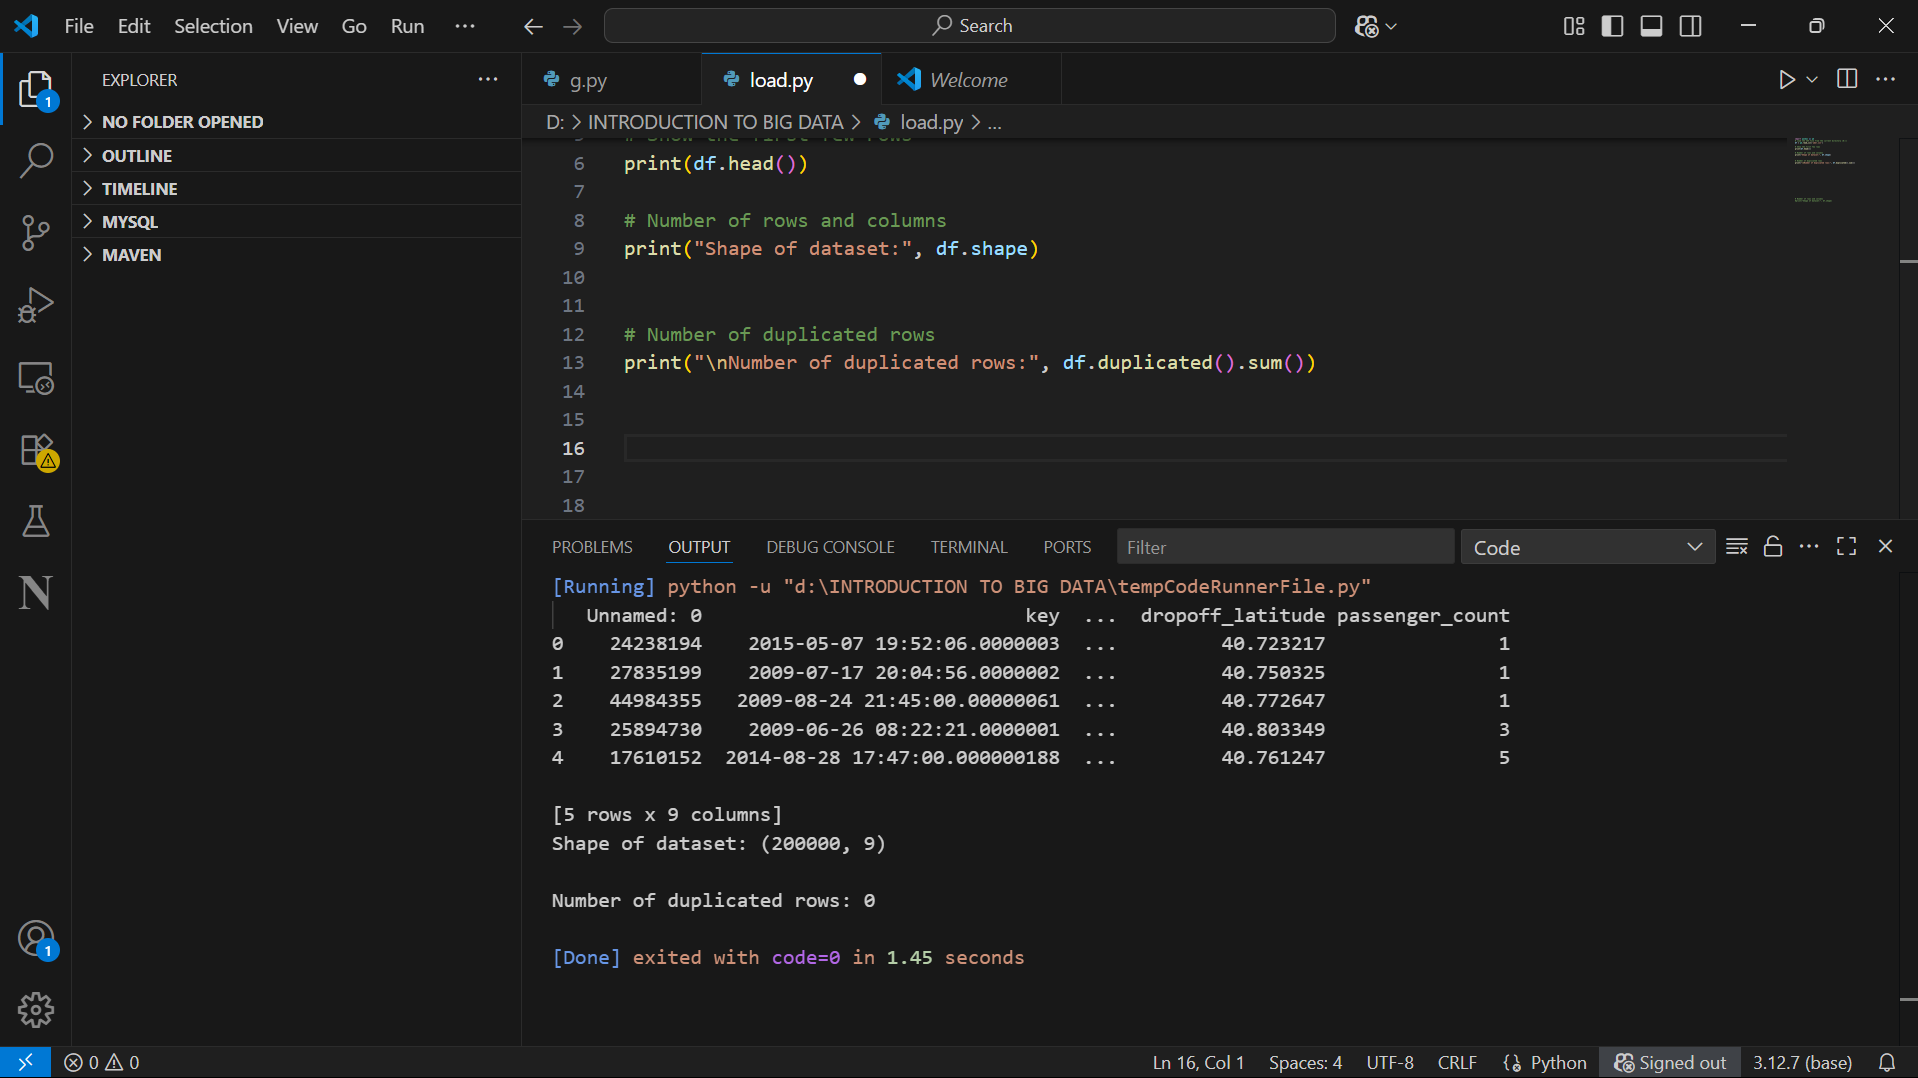 File Edit Selection View Go Run ···
Search
EXPLORER
NO FOLDER OPENED
OUTLINE
TIMELINE
MYSQL
MAVEN
1
g.py load.py Welcome
D: > INTRODUCTION TO BIG DATA > load.py > ...
6 print(df.head())
7
8 # Number of rows and columns
9 print("Shape of dataset:", df.shape)
10
11
12 # Number of duplicated rows
13 print("\nNumber of duplicated rows:", df.duplicated().sum())
14
15
16
17
18
PROBLEMS OUTPUT DEBUG CONSOLE TERMINAL PORTS Filter Code
[Running] python -u "d:\INTRODUCTION TO BIG DATA\tempCodeRunnerFile.py"
Unnamed: 0 key ... dropoff_latitude passenger_count
0 24238194 2015-05-07 19:52:06.0000003 ... 40.723217 1
1 27835199 2009-07-17 20:04:56.0000002 ... 40.750325 1
2 44984355 2009-08-24 21:45:00.00000061 ... 40.772647 1
3 25894730 2009-06-26 08:22:21.0000001 ... 40.803349 3
4 17610152 2014-08-28 17:47:00.000000188 ... 40.761247 5
[5 rows x 9 columns]
Shape of dataset: (200000, 9)
Number of duplicated rows: 0
[Done] exited with code=0 in 1.45 seconds
N
1
0 0
Ln 16, Col 1 Spaces: 4 UTF-8 CRLF Python Signed out 3.12.7 (base)